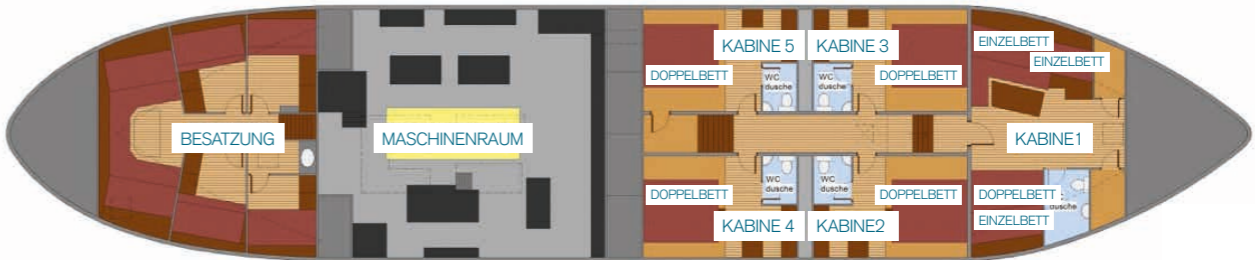 KABINE 5
KABINE 3
EINZELBETT
EINZELBETT
DOPPELBETT
WC
dusche
WC
dusche
DOPPELBETT
BESATZUNG
MASCHINENRAUM
KABINE1
DOPPELBETT
WC
dusche
WC
dusche
DOPPELBETT
DOPPELBETT
EINZELBETT
KABINE 4
KABINE2